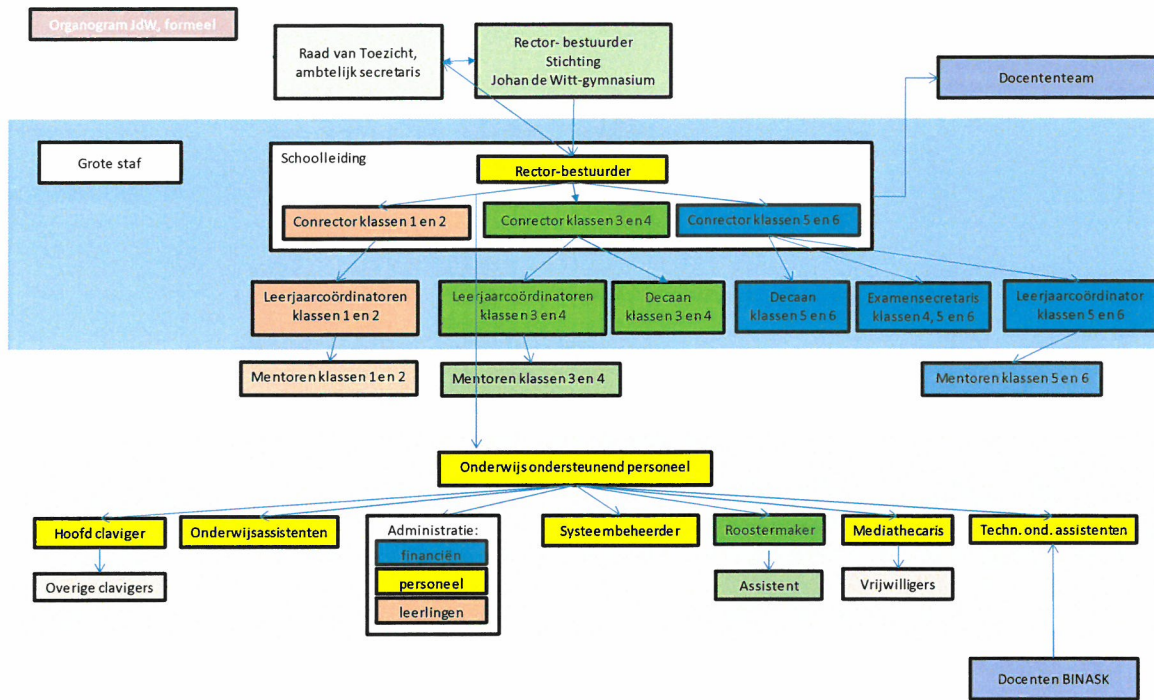 Organogram JdW, formeel
Raad van Toezicht,
ambtelijk secretaris
Rector- bestuurder
Stichting
Johan de Witt-gymnasium
Docententeam
Grote staf
Schoolleiding
Rector-bestuurder
Conrector klassen 1 en 2
Conrector klassen 3 en 4
Conrector klassen 5 en 6
Leerjaarcoördinatoren
klassen 1 en 2
Leerjaarcoördinatoren
klassen 3 en 4
Decaan
klassen 3 en 4
Decaan
klassen 5 en 6
Examensecretaris
klassen 4, 5 en 6
Leerjaarcoördinator
klassen 5 en 6
Mentoren klassen 1 en 2
Mentoren klassen 3 en 4
Mentoren klassen 5 en 6
Onderwijs ondersteunend personeel
Hoofd claviger
Onderwijsassistenten
Administratie:
financiën
personeel
leerlingen
Systeembeheerder
Roostermaker
Mediathecaris
Techn. ond. assistenten
Overige clavigers
Assistent
Vrijwilligers
Docenten BINASK